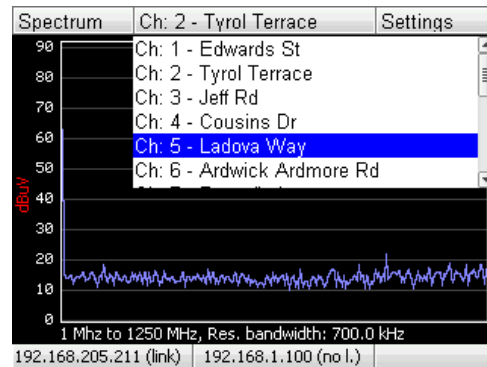 Spectrum
Ch: 2 - Tyrol Terrace
Settings
Ch: 1 - Edwards St
Ch: 2 - Tyrol Terrace
Ch: 3 - Jeff Rd
Ch: 4 - Cousins Dr
Ch: 5 - Ladova Way
Ch: 6 - Ardwick Ardmore Rd
90
80
70
60
50
40
30
20
10
0
dBuV
1 Mhz to 1250 MHz, Res. bandwidth: 700.0 kHz
192.168.205.211 (link)
192.168.1.100 (no l.)